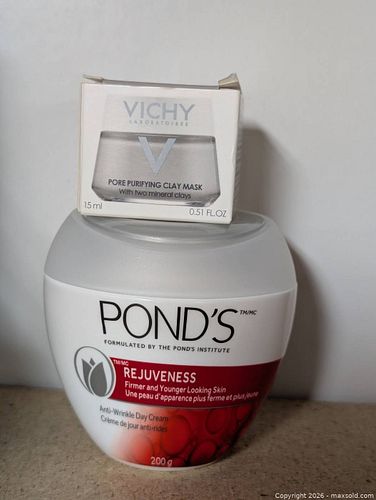 VICHY
LABORATOIRES
V
PORE PURIFYING CLAY MASK
With two mineral clays
15 ml
0.51 FL.OZ
POND'S TM/MC
FORMULATED BY THE POND'S INSTITUTE
TM/MC
REJUVENESS
Firmer and Younger Looking Skin
Une peau d'apparence plus ferme et plus jeune
Anti-Wrinkle Day Cream
Crème de jour anti-rides
200 g
Copyright 2026 - maxsold.com